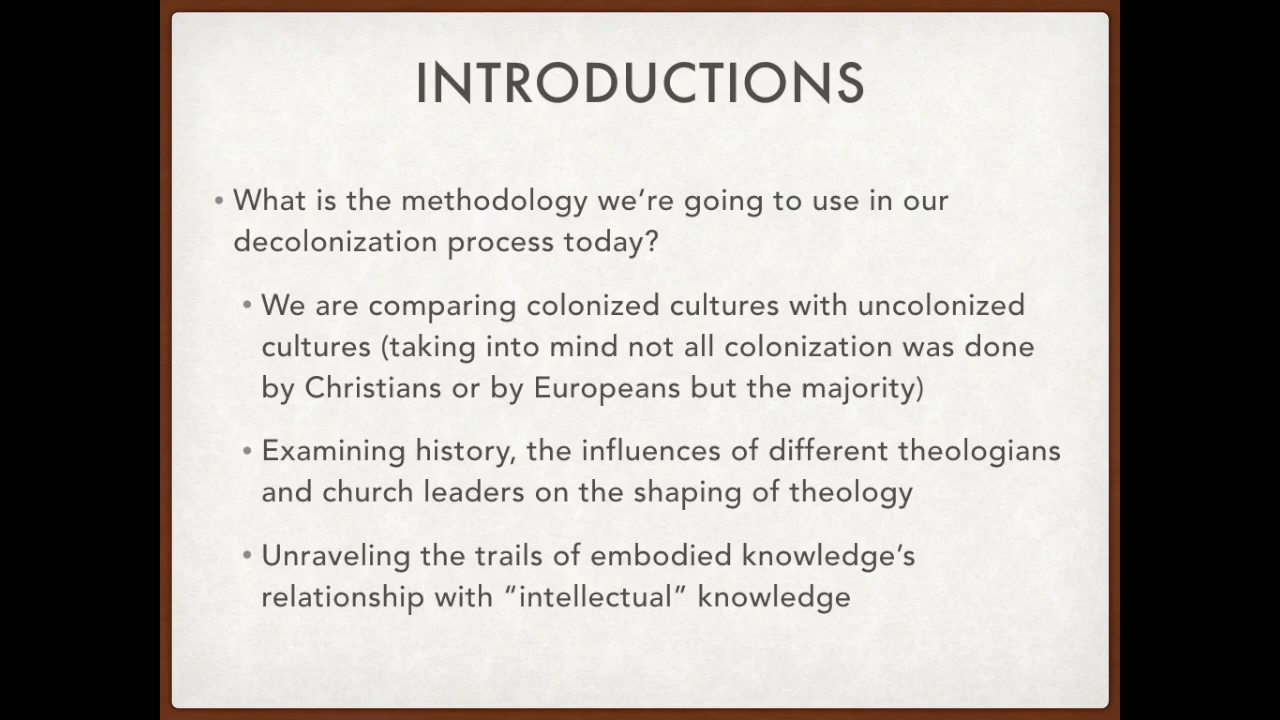 INTRODUCTIONS
• What is the methodology we’re going to use in our
decolonization process today?
• We are comparing colonized cultures with uncolonized
cultures (taking into mind not all colonization was done
by Christians or by Europeans but the majority)
• Examining history, the influences of different theologians
and church leaders on the shaping of theology
• Unraveling the trails of embodied knowledge’s
relationship with “intellectual” knowledge